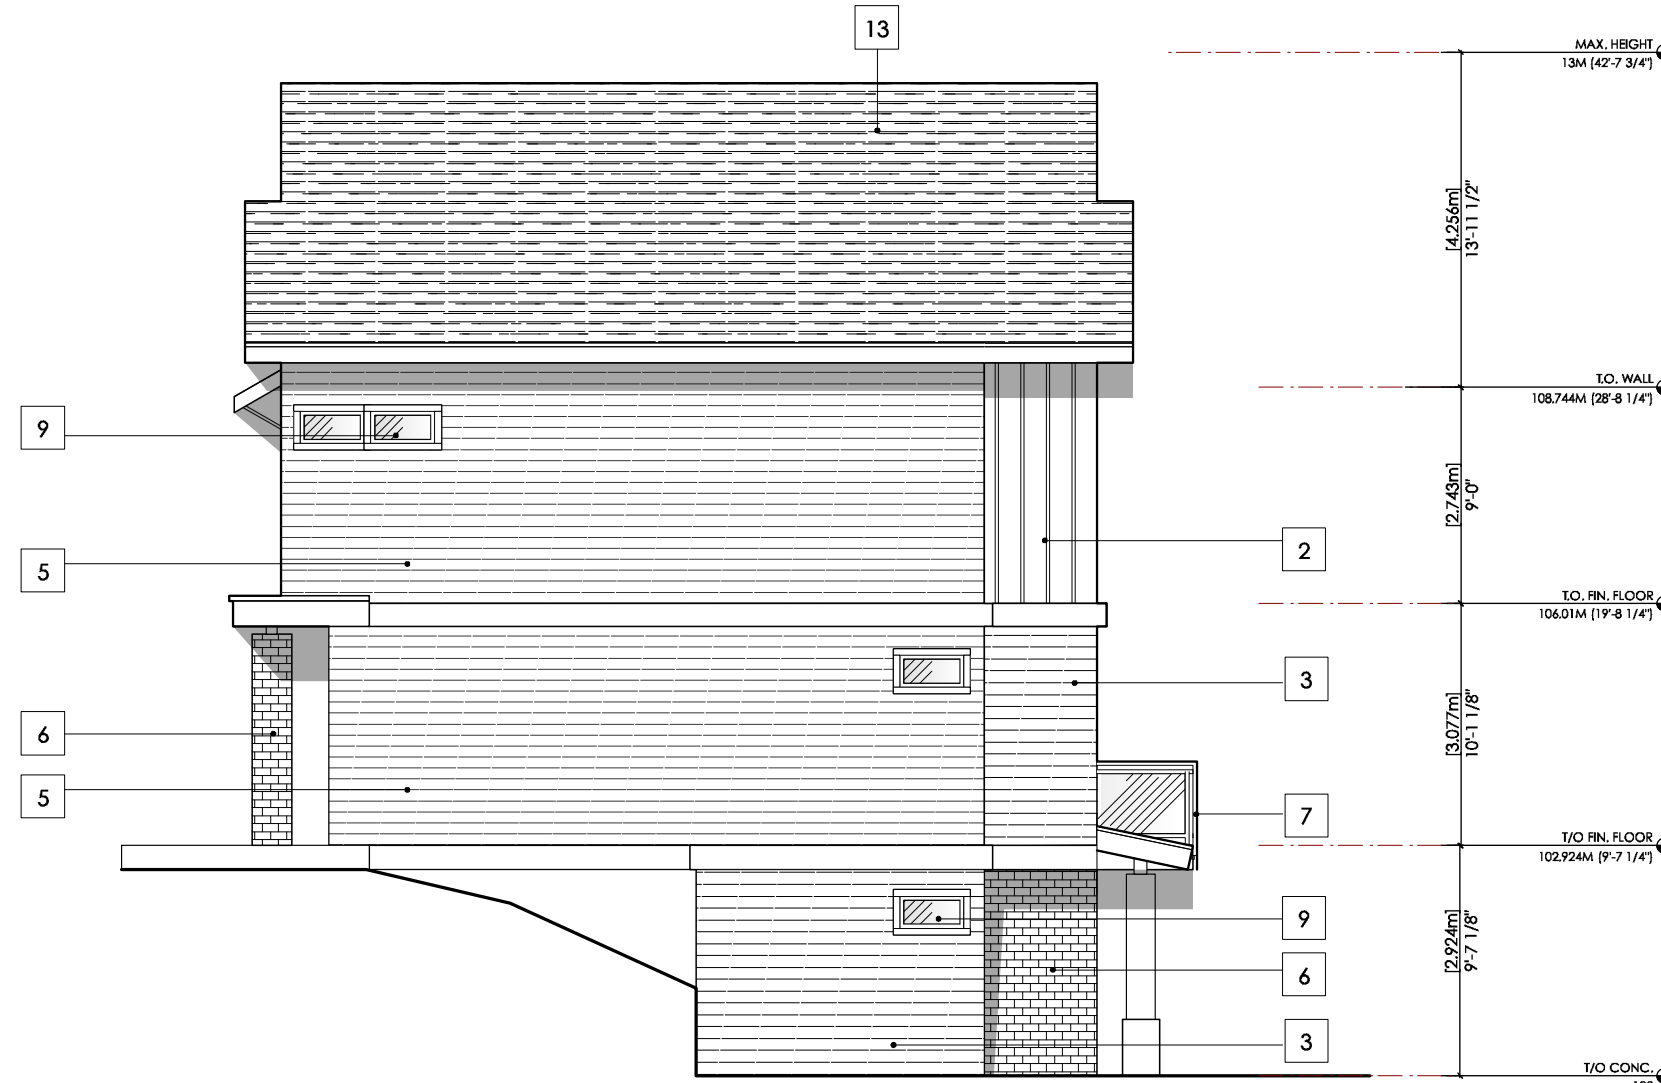 13
MAX. HEIGHT
13M (42'-7 3/4")
[4.256m]
13'-11 1/2"
T.O. WALL
108.744M (28'-8 1/4")
9
[2.743m]
9'-0"
2
5
T.O. FIN. FLOOR
106.01M (19'-8 1/4")
3
[3.077m]
10'-1 1/8"
6
5
7
T/O FIN. FLOOR
102.924M (9'-7 1/4")
9
[2.924m]
9'-7 1/8"
6
3
T/O CONC.